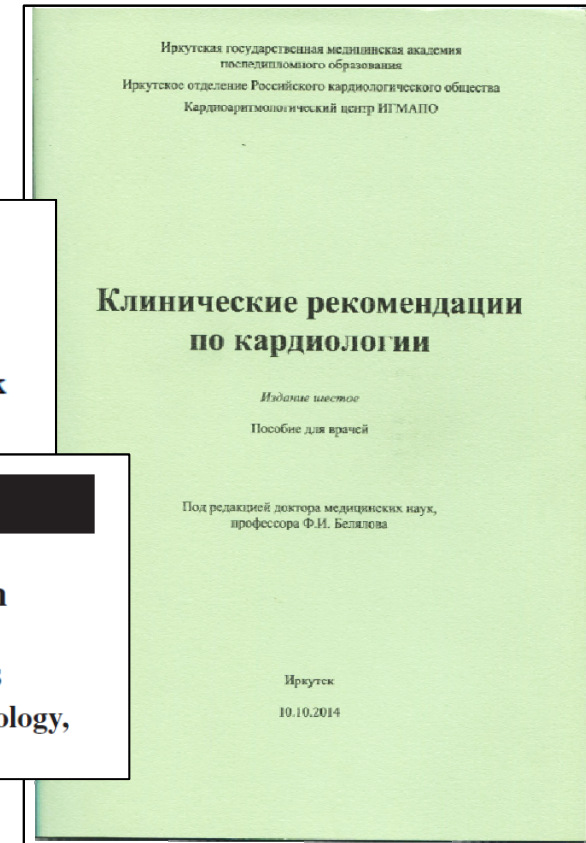 Иркутская государственная медицинская академия
последипломного образования
Иркутское отделение Российского кардиологического общества
Кардиоаритмологический центр ИГМАПО
Клинические рекомендации
по кардиологии
Издание шестое
Пособие для врачей
Под редакцией доктора медицинских наук,
профессора Ф.И. Белялова
Иркутск
10.10.2014
ology,